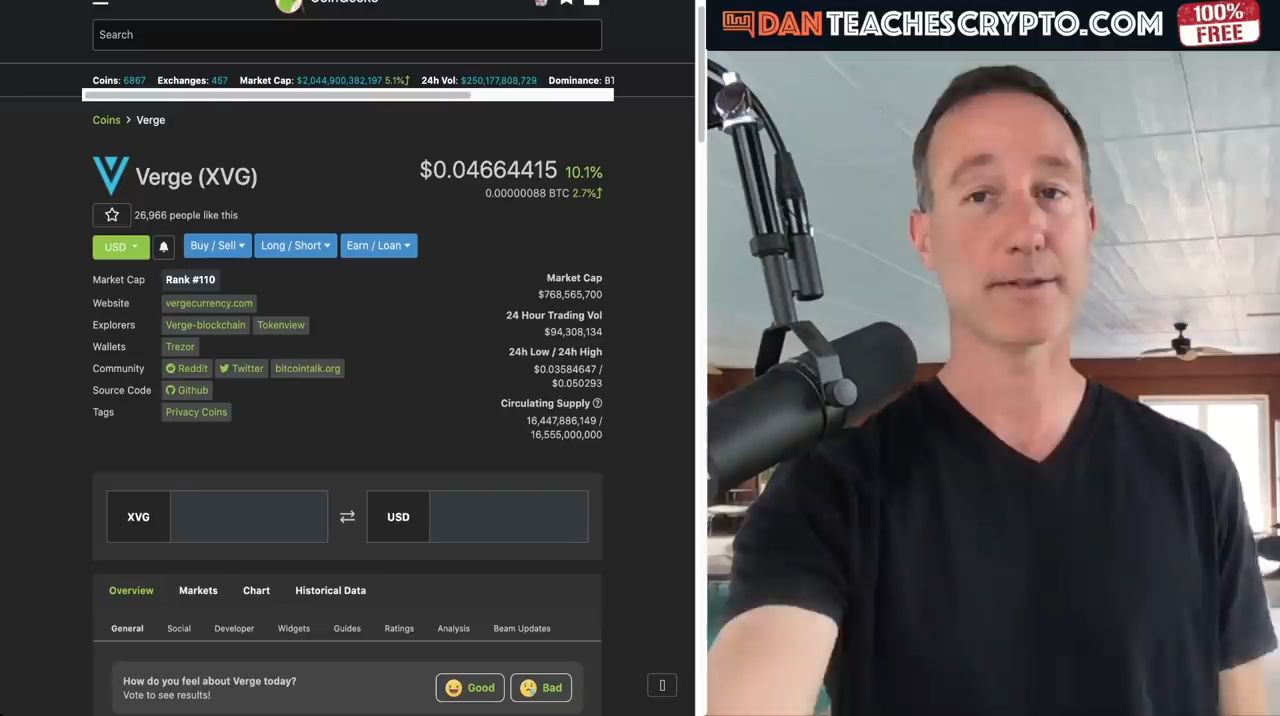 CoinGecko
Search
Coins: 6867 Exchanges: 457 Market Cap: $2,044,900,382,197 5.1% 24h Vol: $250,177,808,729 Dominance: BT
Coins > Verge
Verge (XVG)
$0.04664415 10.1%
0.00000088 BTC 2.7%
26,966 people like this
USD
Buy / Sell
Long / Short
Earn / Loan
Market Cap Rank #110
Website vergecurrency.com
Explorers Verge-blockchain Tokenview
Wallets Trezor
Community Reddit Twitter bitcointalk.org
Source Code Github
Tags Privacy Coins
Market Cap
$768,565,700
24 Hour Trading Vol
$94,308,134
24h Low / 24h High
$0.03584647 /
$0.050293
Circulating Supply
16,447,886,149 /
16,555,000,000
XVG
USD
Overview Markets Chart Historical Data
General Social Developer Widgets Guides Ratings Analysis Beam Updates
How do you feel about Verge today?
Vote to see results!
Good
Bad
DANTEACHESCRYPTO.COM
100%
FREE